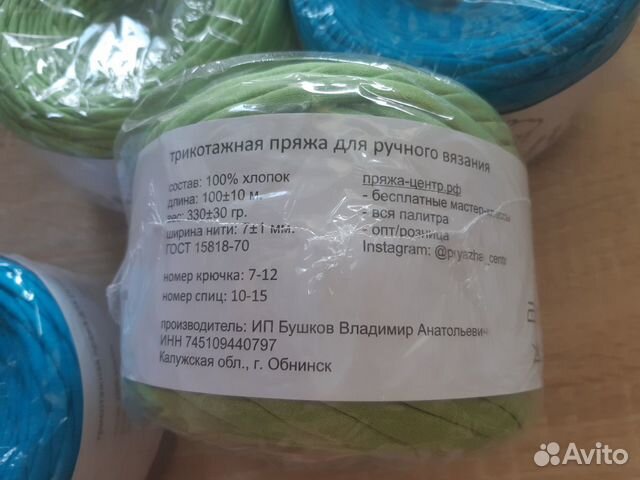 трикотажная пряжа для ручного вязания
состав: 100% хлопок
длина: 100±10 м.
вес: 330±30 гр.
ширина нити: 7±1 мм.
ГОСТ 15818-70
номер крючка: 7-12
номер спиц: 10-15
пряжа-центр.рф
- бесплатные мастер-классы
- вся палитра
- опт/розница
Instagram: @pryazha_centr
производитель: ИП Бушков Владимир Анатольевич
ИНН 745109440797
Калужская обл., г. Обнинск
Avito